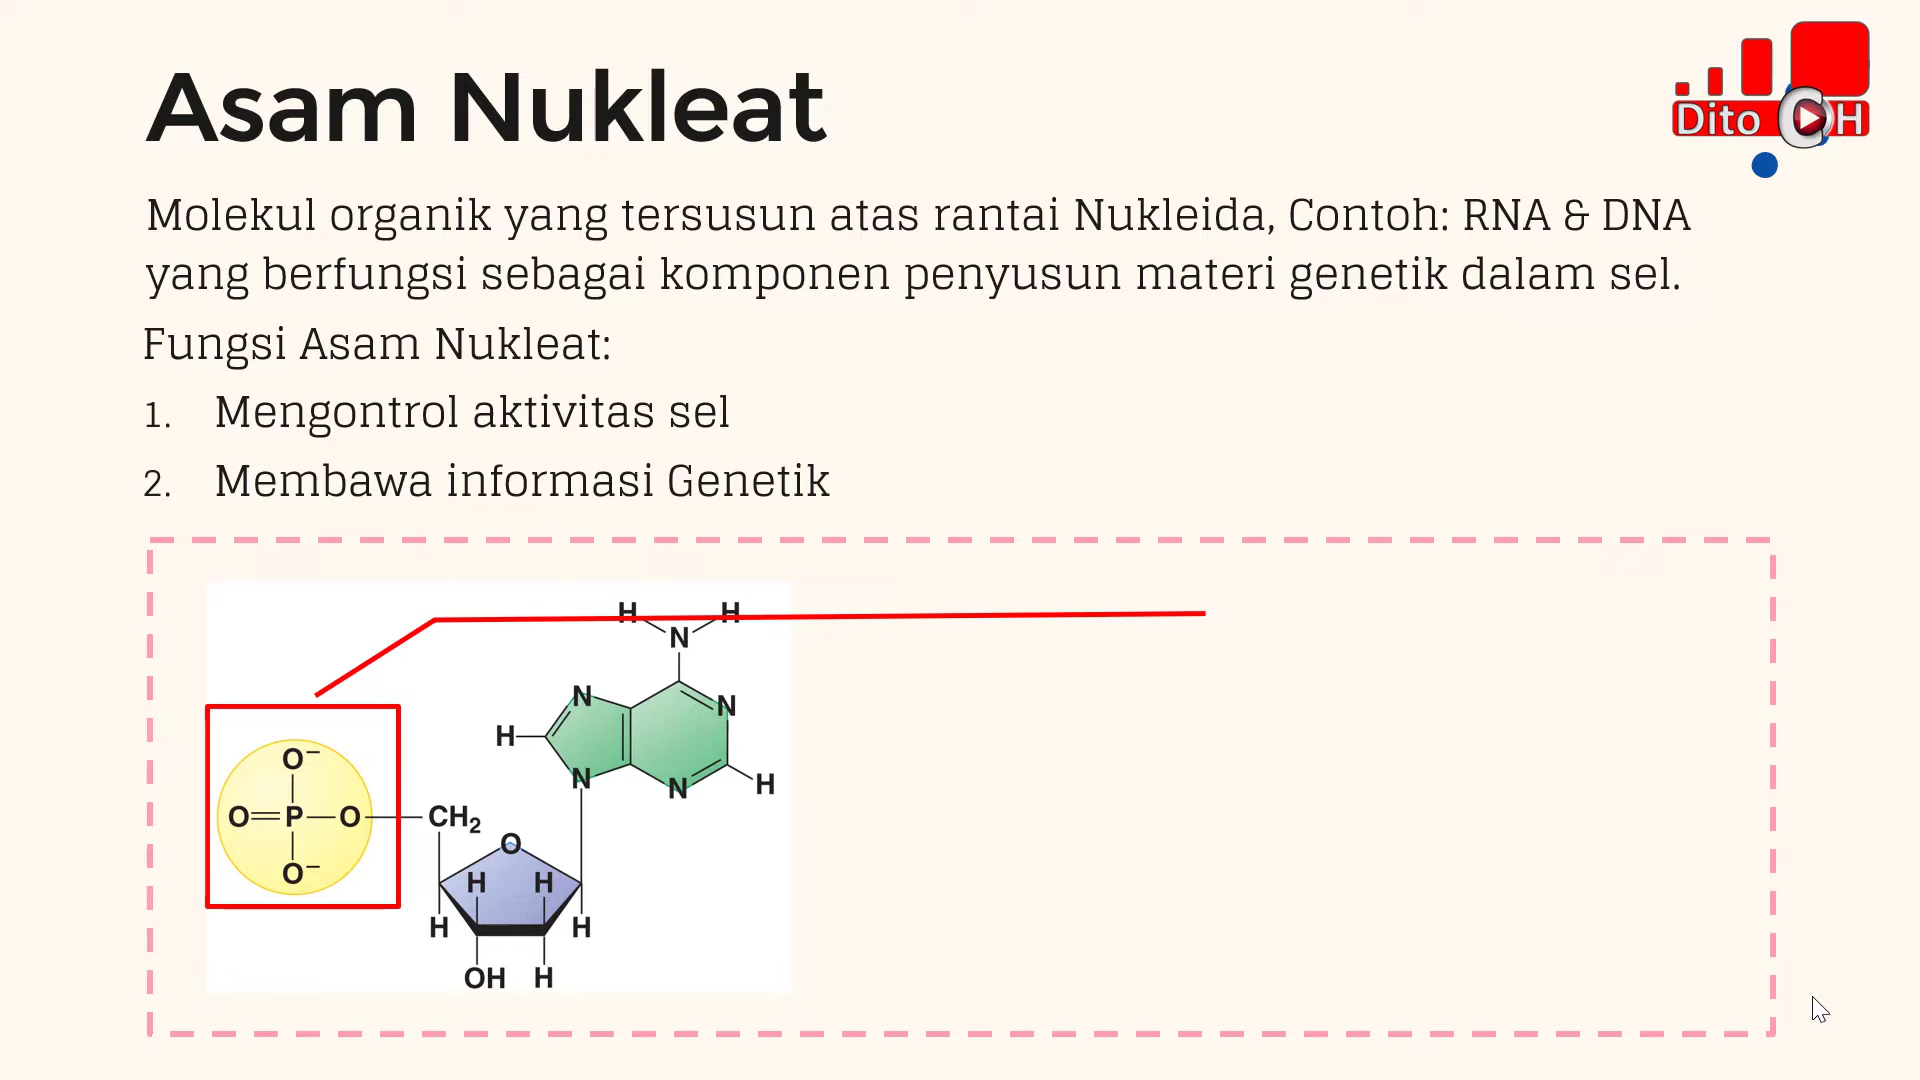 Asam Nukleat
Dito CH
Molekul organik yang tersusun atas rantai Nukleida, Contoh: RNA & DNA
yang berfungsi sebagai komponen penyusun materi genetik dalam sel.
Fungsi Asam Nukleat:
1. Mengontrol aktivitas sel
2. Membawa informasi Genetik
H H
N
N N
H
N N H
O⁻
O=P—O—CH₂
O
O⁻
H H
H H
OH H